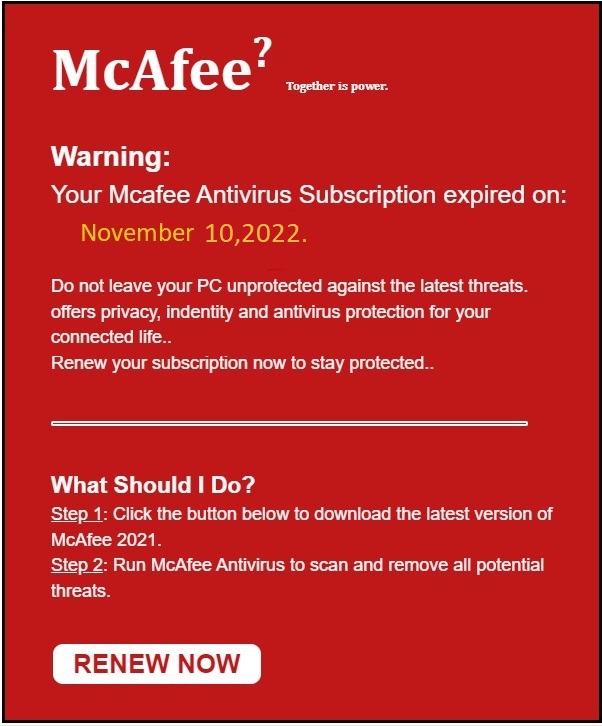 McAfee?
Together is power.
Warning:
Your Mcafee Antivirus Subscription expired on:
November 10,2022.
Do not leave your PC unprotected against the latest threats.
offers privacy, indentity and antivirus protection for your
connected life..
Renew your subscription now to stay protected..
What Should I Do?
Step 1: Click the button below to download the latest version of
McAfee 2021.
Step 2: Run McAfee Antivirus to scan and remove all potential
threats.
RENEW NOW